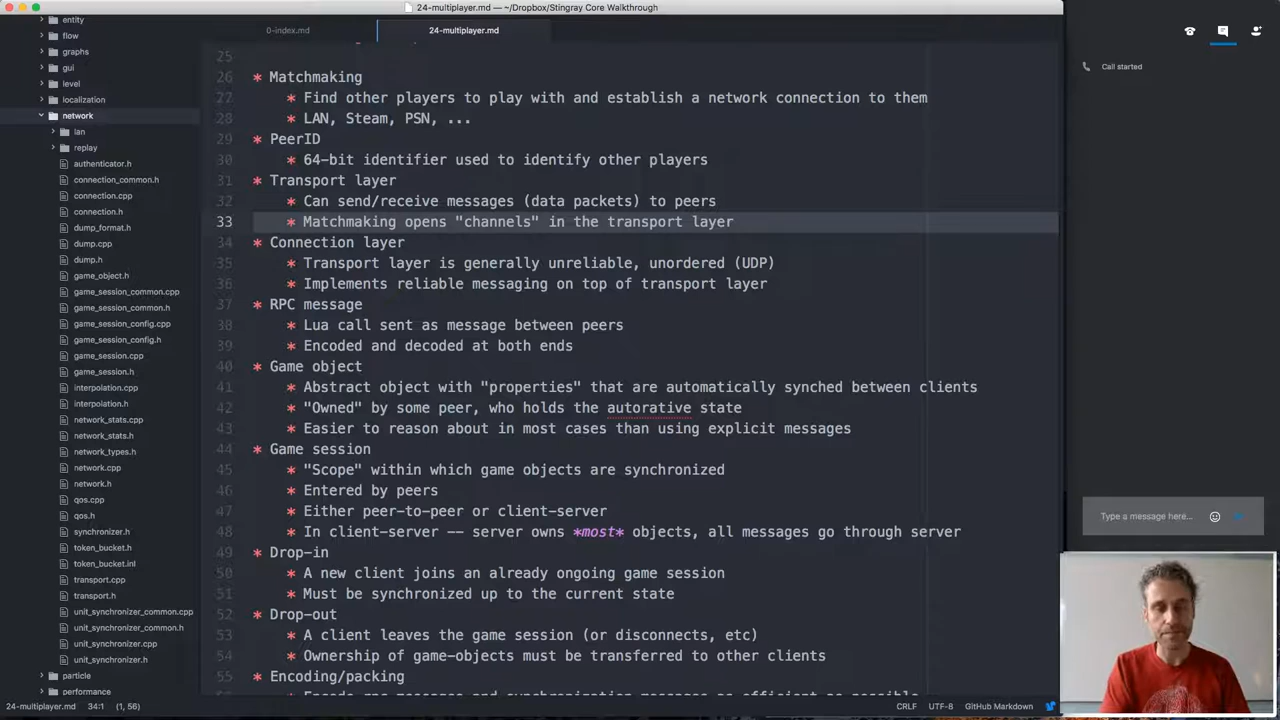 24-multiplayer.md — ~/Dropbox/Stingray Core Walkthrough
0-index.md
24-multiplayer.md
entity
flow
graphs
gui
level
localization
network
lan
replay
authenticator.h
connection_common.h
connection.cpp
connection.h
dump_format.h
dump.cpp
dump.h
game_object.h
game_session_common.cpp
game_session_common.h
game_session_config.cpp
game_session_config.h
game_session.cpp
game_session.h
interpolation.cpp
interpolation.h
network_stats.cpp
network_stats.h
network_types.h
network.cpp
network.h
qos.cpp
qos.h
synchronizer.h
token_bucket.h
token_bucket.inl
transport.cpp
transport.h
unit_synchronizer_common.cpp
unit_synchronizer_common.h
unit_synchronizer.cpp
unit_synchronizer.h
particle
performance
25
26 * Matchmaking
27 * Find other players to play with and establish a network connection to them
28 * LAN, Steam, PSN, ...
29 * PeerID
30 * 64-bit identifier used to identify other players
31 * Transport layer
32 * Can send/receive messages (data packets) to peers
33 * Matchmaking opens "channels" in the transport layer
34 * Connection layer
35 * Transport layer is generally unreliable, unordered (UDP)
36 * Implements reliable messaging on top of transport layer
37 * RPC message
38 * Lua call sent as message between peers
39 * Encoded and decoded at both ends
40 * Game object
41 * Abstract object with "properties" that are automatically synched between clients
42 * "Owned" by some peer, who holds the autorative state
43 * Easier to reason about in most cases than using explicit messages
44 * Game session
45 * "Scope" within which game objects are synchronized
46 * Entered by peers
47 * Either peer-to-peer or client-server
48 * In client-server -- server owns *most* objects, all messages go through server
49 * Drop-in
50 * A new client joins an already ongoing game session
51 * Must be synchronized up to the current state
52 * Drop-out
53 * A client leaves the game session (or disconnects, etc)
54 * Ownership of game-objects must be transferred to other clients
55 * Encoding/packing
24-multiplayer.md 34:1 (1, 56)
CRLF UTF-8 GitHub Markdown
Call started
Type a message here...